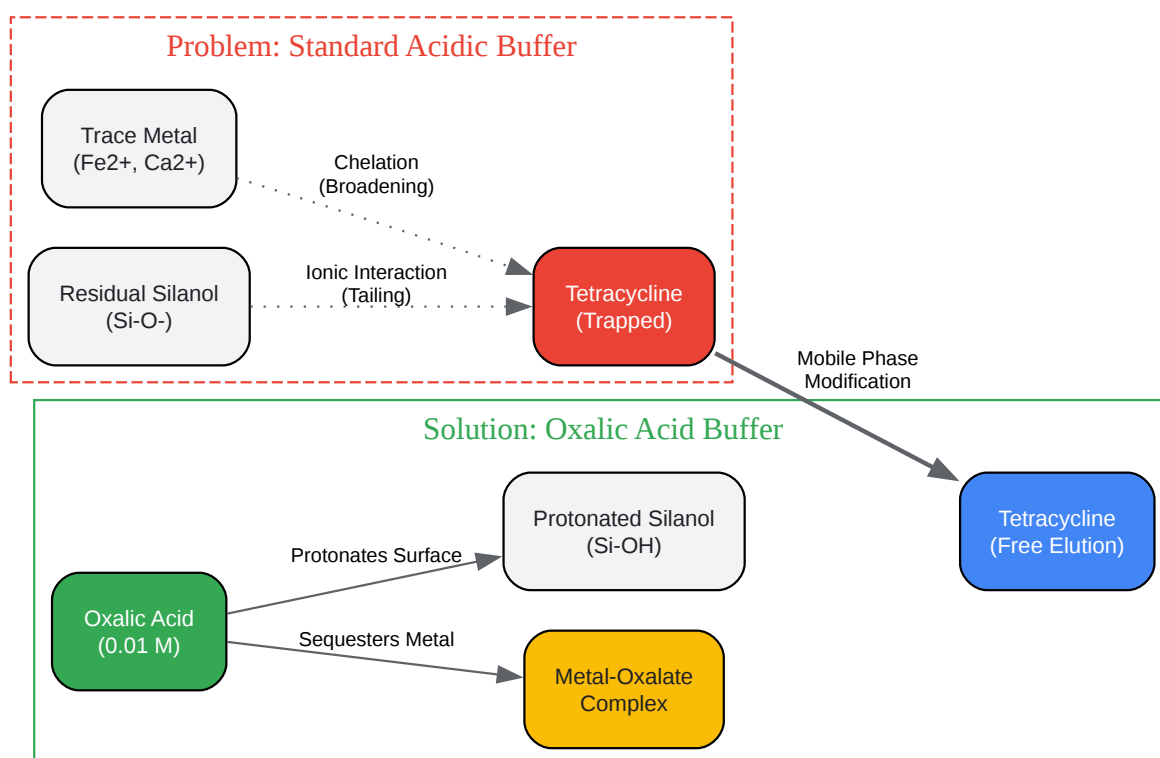 Problem: Standard Acidic Buffer
Trace Metal
(Fe2+, Ca2+)
Chelation
(Broadening)
Residual Silanol
(Si-O-)
Ionic Interaction
(Tailing)
Tetracycline
(Trapped)
Mobile Phase
Modification
Solution: Oxalic Acid Buffer
Oxalic Acid
(0.01 M)
Protonates Surface
Protonated Silanol
(Si-OH)
Sequesters Metal
Metal-Oxalate
Complex
Tetracycline
(Free Elution)